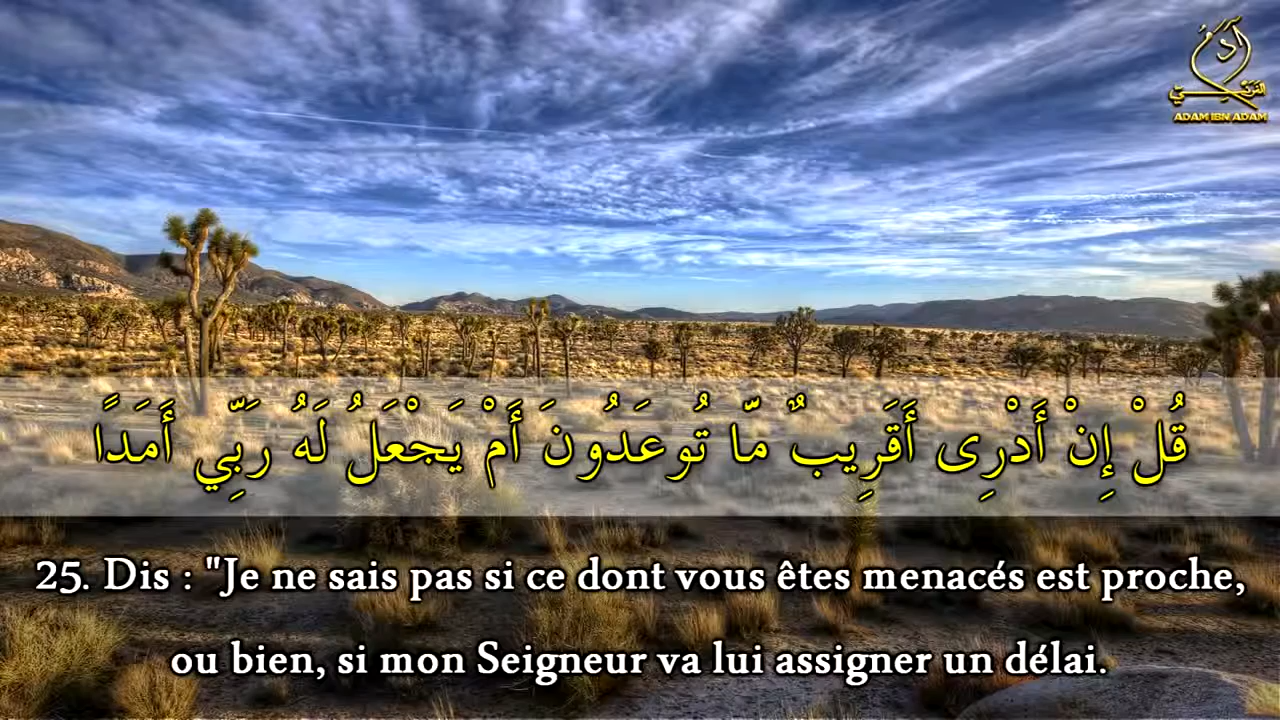 آدم
ADAM IBN ADAM
قُلْ إِنْ أَدْرِى أَقَرِيبٌ مَّا تُوعَدُونَ أَمْ يَجْعَلُ لَهُ رَبِّي أَمَدًا
25. Dis : "Je ne sais pas si ce dont vous êtes menacés est proche,
ou bien, si mon Seigneur va lui assigner un délai.